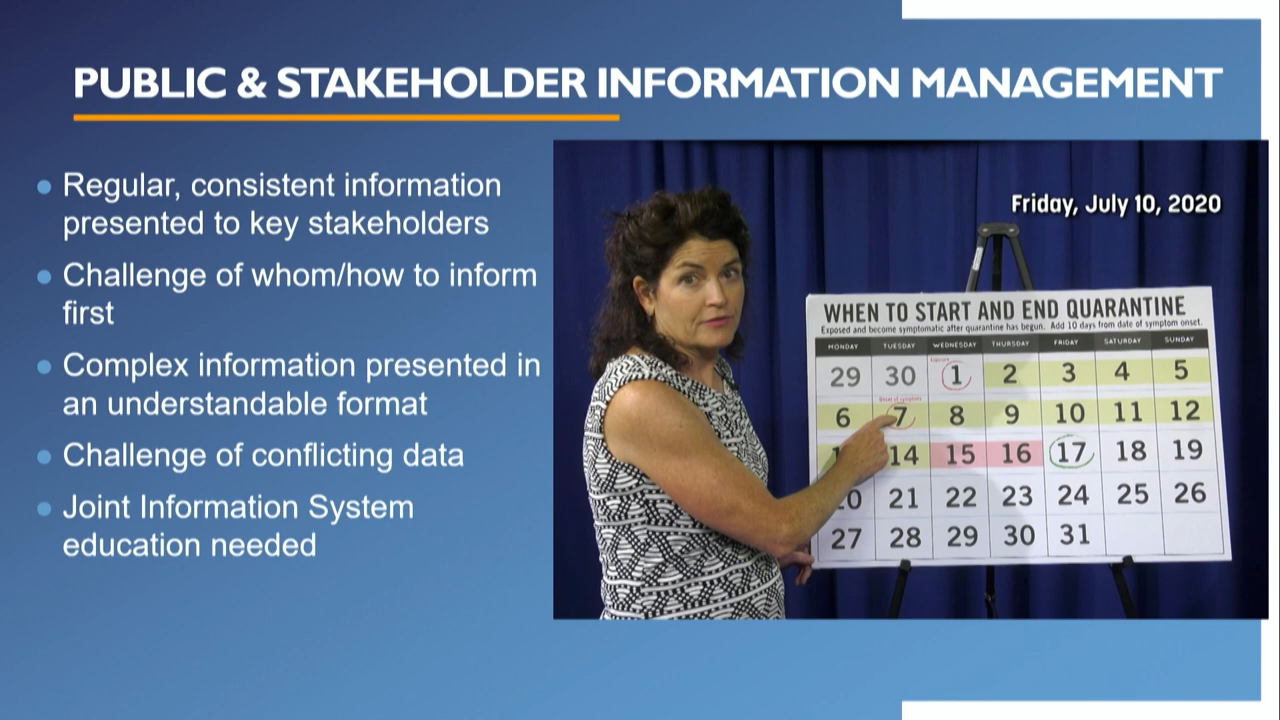 PUBLIC & STAKEHOLDER INFORMATION MANAGEMENT
Regular, consistent information
presented to key stakeholders
Challenge of whom/how to inform
first
Complex information presented in
an understandable format
Challenge of conflicting data
Joint Information System
education needed
Friday, July 10, 2020
WHEN TO START AND END QUARANTINE
Exposed and become symptomatic after quarantine has begun. Add 10 days from date of symptom onset.
MONDAY TUESDAY WEDNESDAY THURSDAY FRIDAY SATURDAY SUNDAY
Exposure
29 30 1 2 3 4 5
Onset of symptoms
6 7 8 9 10 11 12
14 15 16 17 18 19
21 22 23 24 25 26
27 28 29 30 31